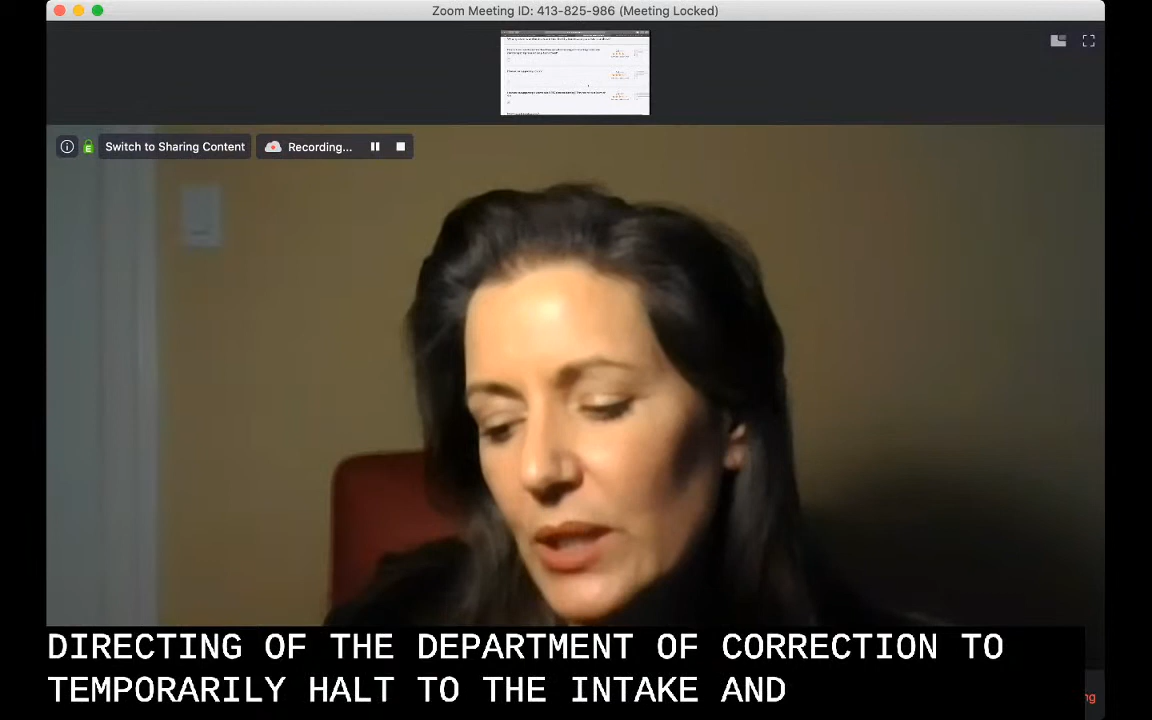 Zoom Meeting ID: 413-825-986 (Meeting Locked)
E
Switch to Sharing Content
Recording...
DIRECTING OF THE DEPARTMENT OF CORRECTION TO
TEMPORARILY HALT TO THE INTAKE AND